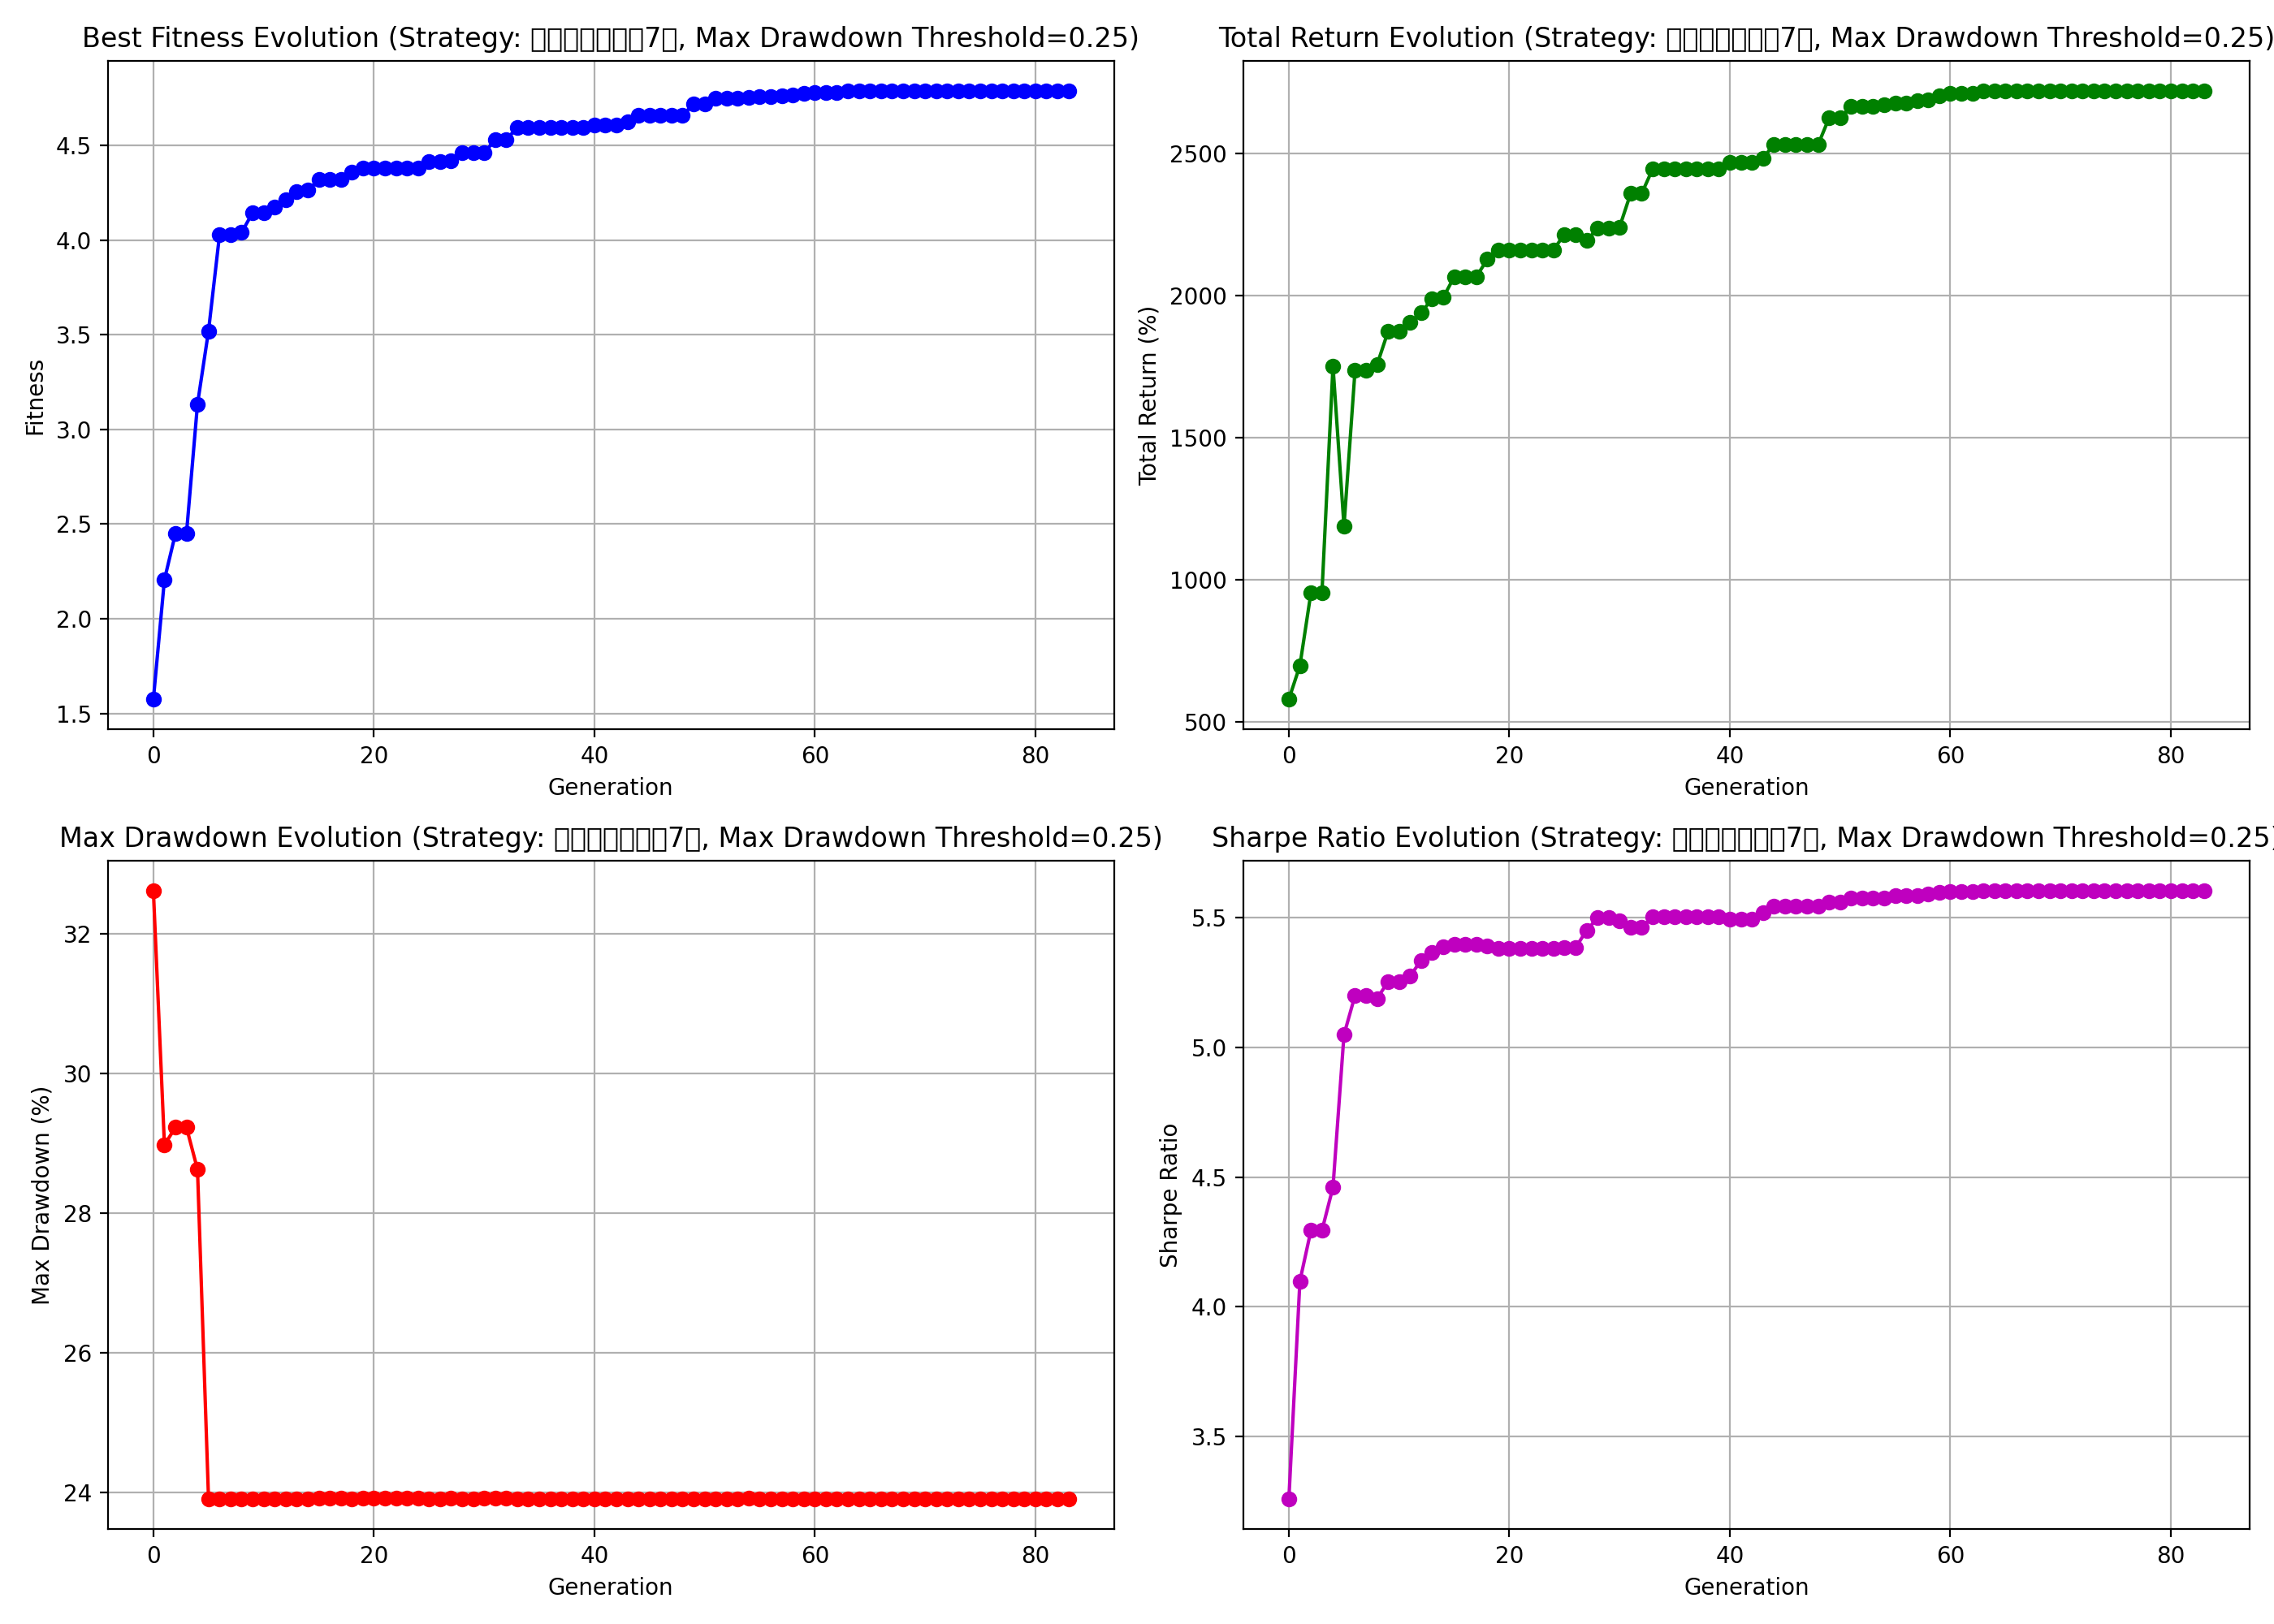 Best Fitness Evolution (Strategy: 7, Max Drawdown Threshold=0.25)
Fitness
4.5
4.0
3.5
3.0
2.5
2.0
1.5
0 20 40 60 80
Generation
Total Return Evolution (Strategy: 7, Max Drawdown Threshold=0.25)
Total Return (%)
2500
2000
1500
1000
500
0 20 40 60 80
Generation
Max Drawdown Evolution (Strategy: 7, Max Drawdown Threshold=0.25)
Max Drawdown (%)
32
30
28
26
24
0 20 40 60 80
Generation
Sharpe Ratio Evolution (Strategy: 7, Max Drawdown Threshold=0.25)
Sharpe Ratio
5.5
5.0
4.5
4.0
3.5
0 20 40 60 80
Generation